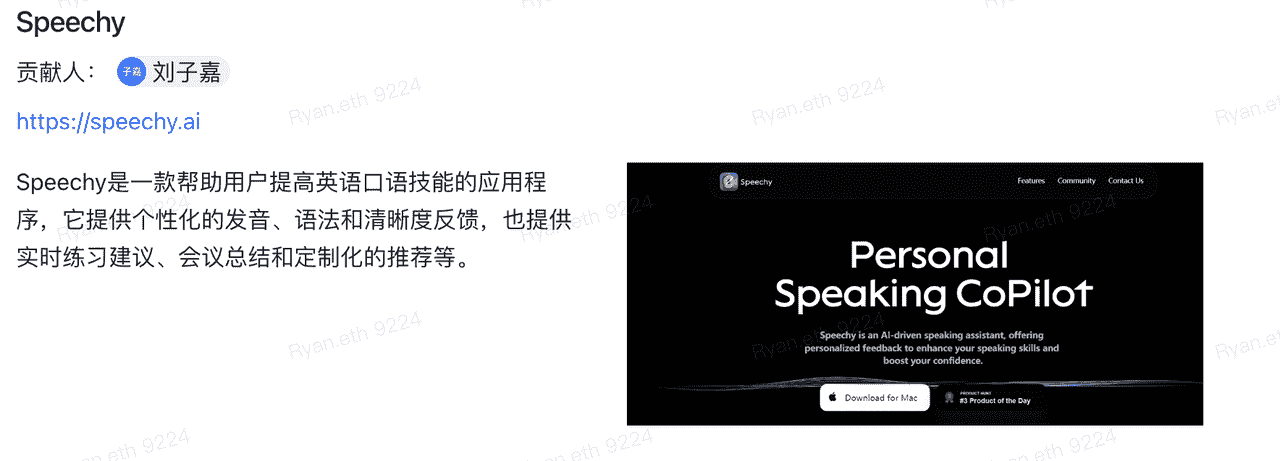 Speechy
贡献人： 子嘉 刘子嘉
https://speechy.ai
Speechy是一款帮助用户提高英语口语技能的应用程
序，它提供个性化的发音、语法和清晰度反馈，也提供
实时练习建议、会议总结和定制化的推荐等。
Speechy Features Community Contact Us
Personal
Speaking CoPilot
Speechy is an AI-driven speaking assistant, offering
personalized feedback to enhance your speaking skills and
boost your confidence.
Download for Mac
PRODUCT HUNT
#3 Product of the Day
Ryan.eth 9224